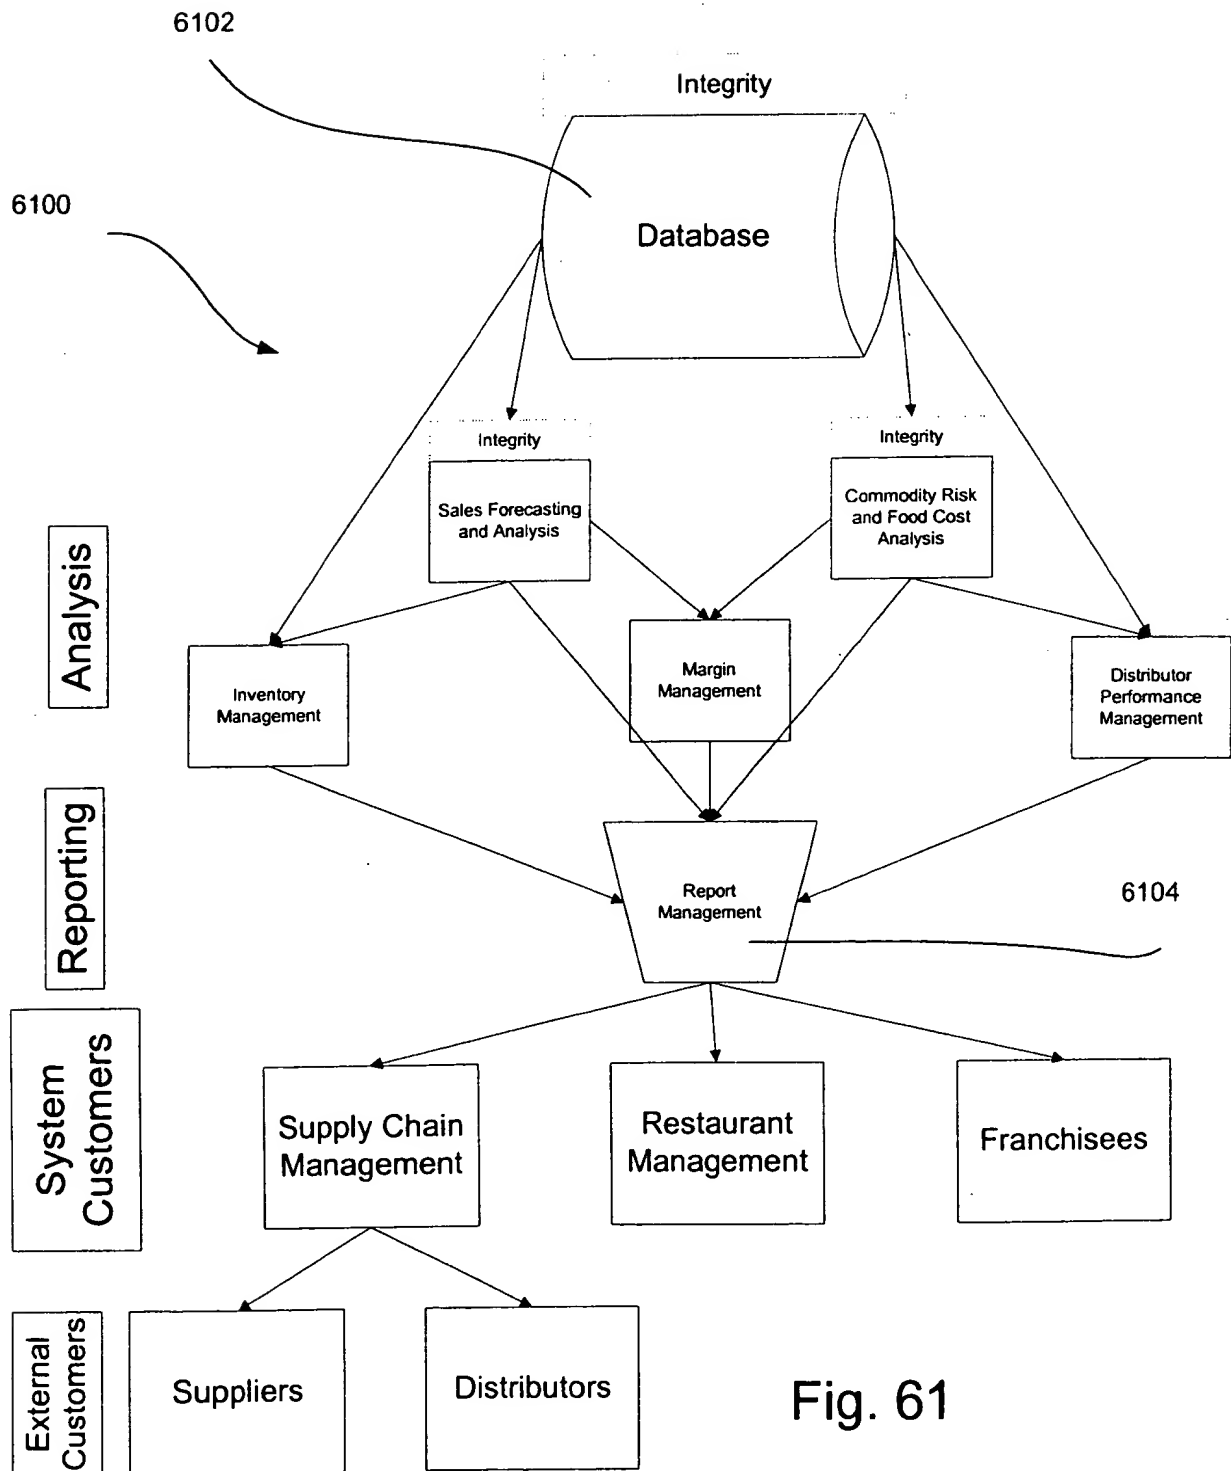 6102
Integrity
Database
6100
Integrity
Sales Forecasting
and Analysis
Integrity
Commodity Risk
and Food Cost
Analysis
Analysis
Inventory
Management
Margin
Management
Distributor
Performance
Management
Reporting
Report
Management
6104
System
Customers
Supply Chain
Management
Restaurant
Management
Franchisees
External
Customers
Suppliers
Distributors
Fig. 61